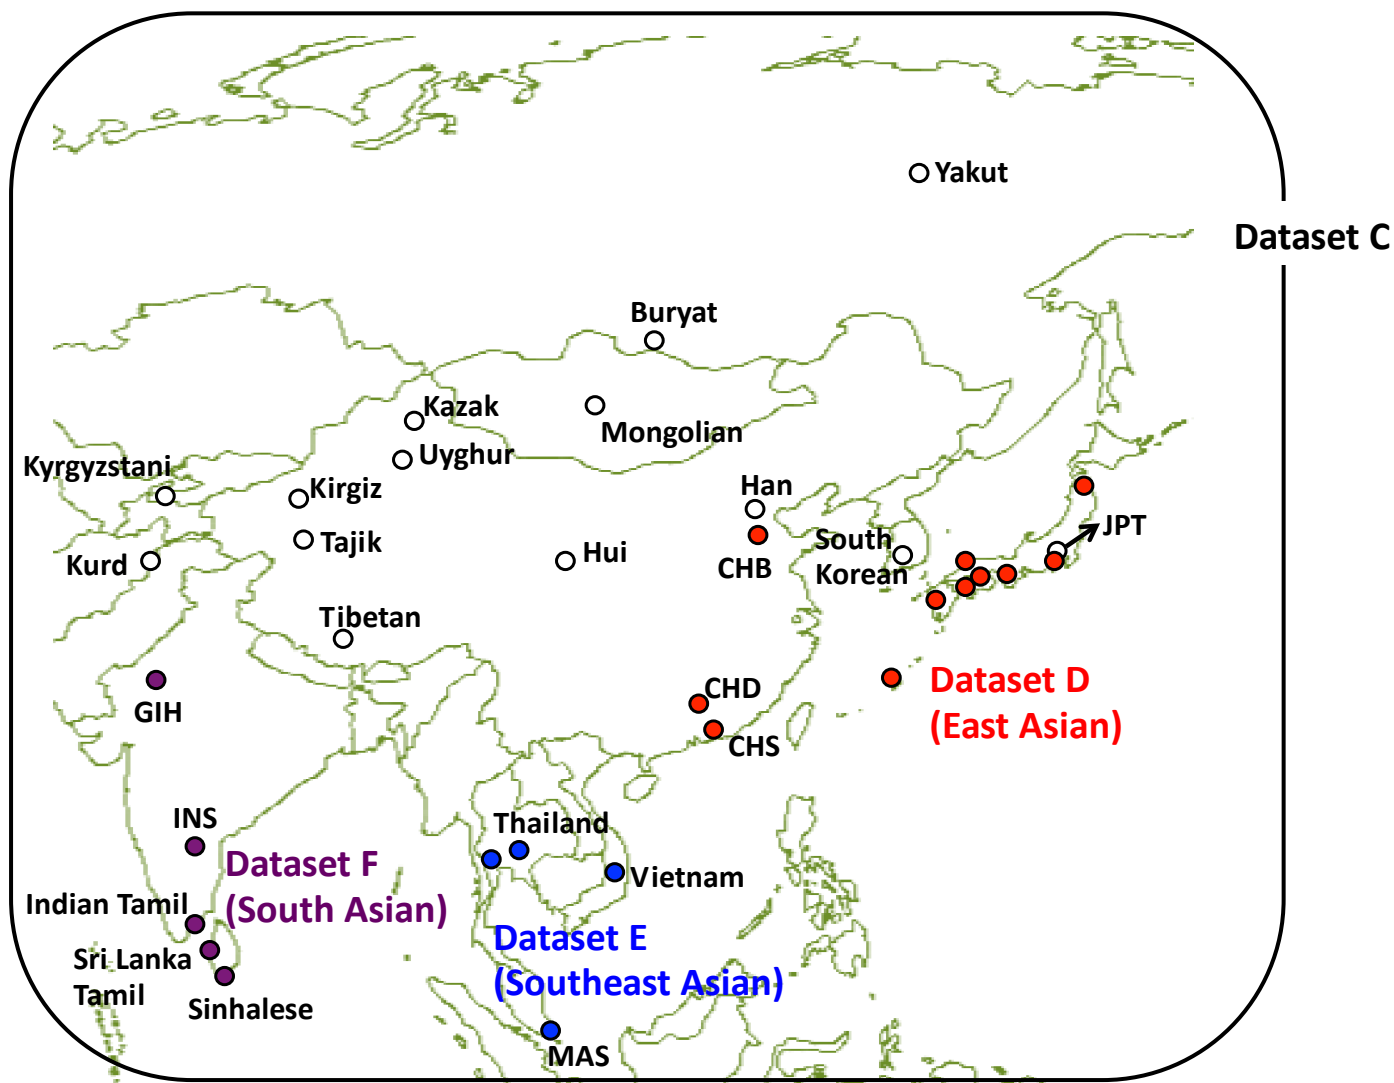 Yakut
Dataset C
Buryat
Kazak
Mongolian
Uyghur
Kyrgyzstani
Kirgiz
Han
JPT
South
Korean
Tajik
Hui
Kurd
CHB
Tibetan
GIH
CHD
CHS
Dataset D
(East Asian)
INS
Thailand
Dataset F
(South Asian)
Vietnam
Indian Tamil
Dataset E
(Southeast Asian)
Sri Lanka
Tamil
Sinhalese
MAS